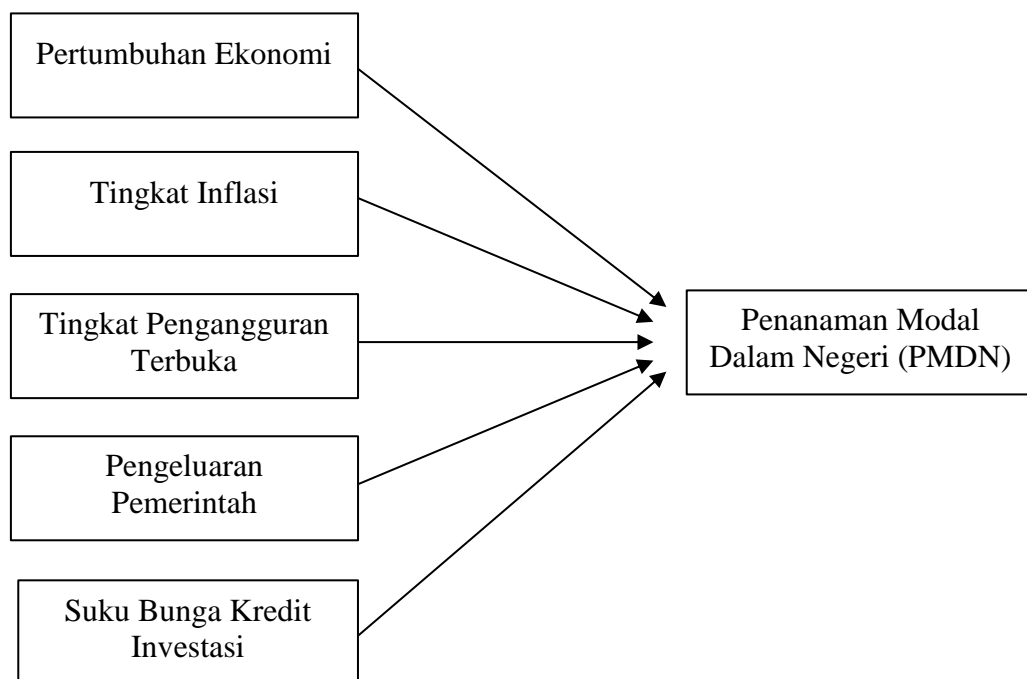 Pertumbuhan Ekonomi
Tingkat Inflasi
Tingkat Pengangguran
Terbuka
Penanaman Modal
Dalam Negeri (PMDN)
Pengeluaran
Pemerintah
Suku Bunga Kredit
Investasi